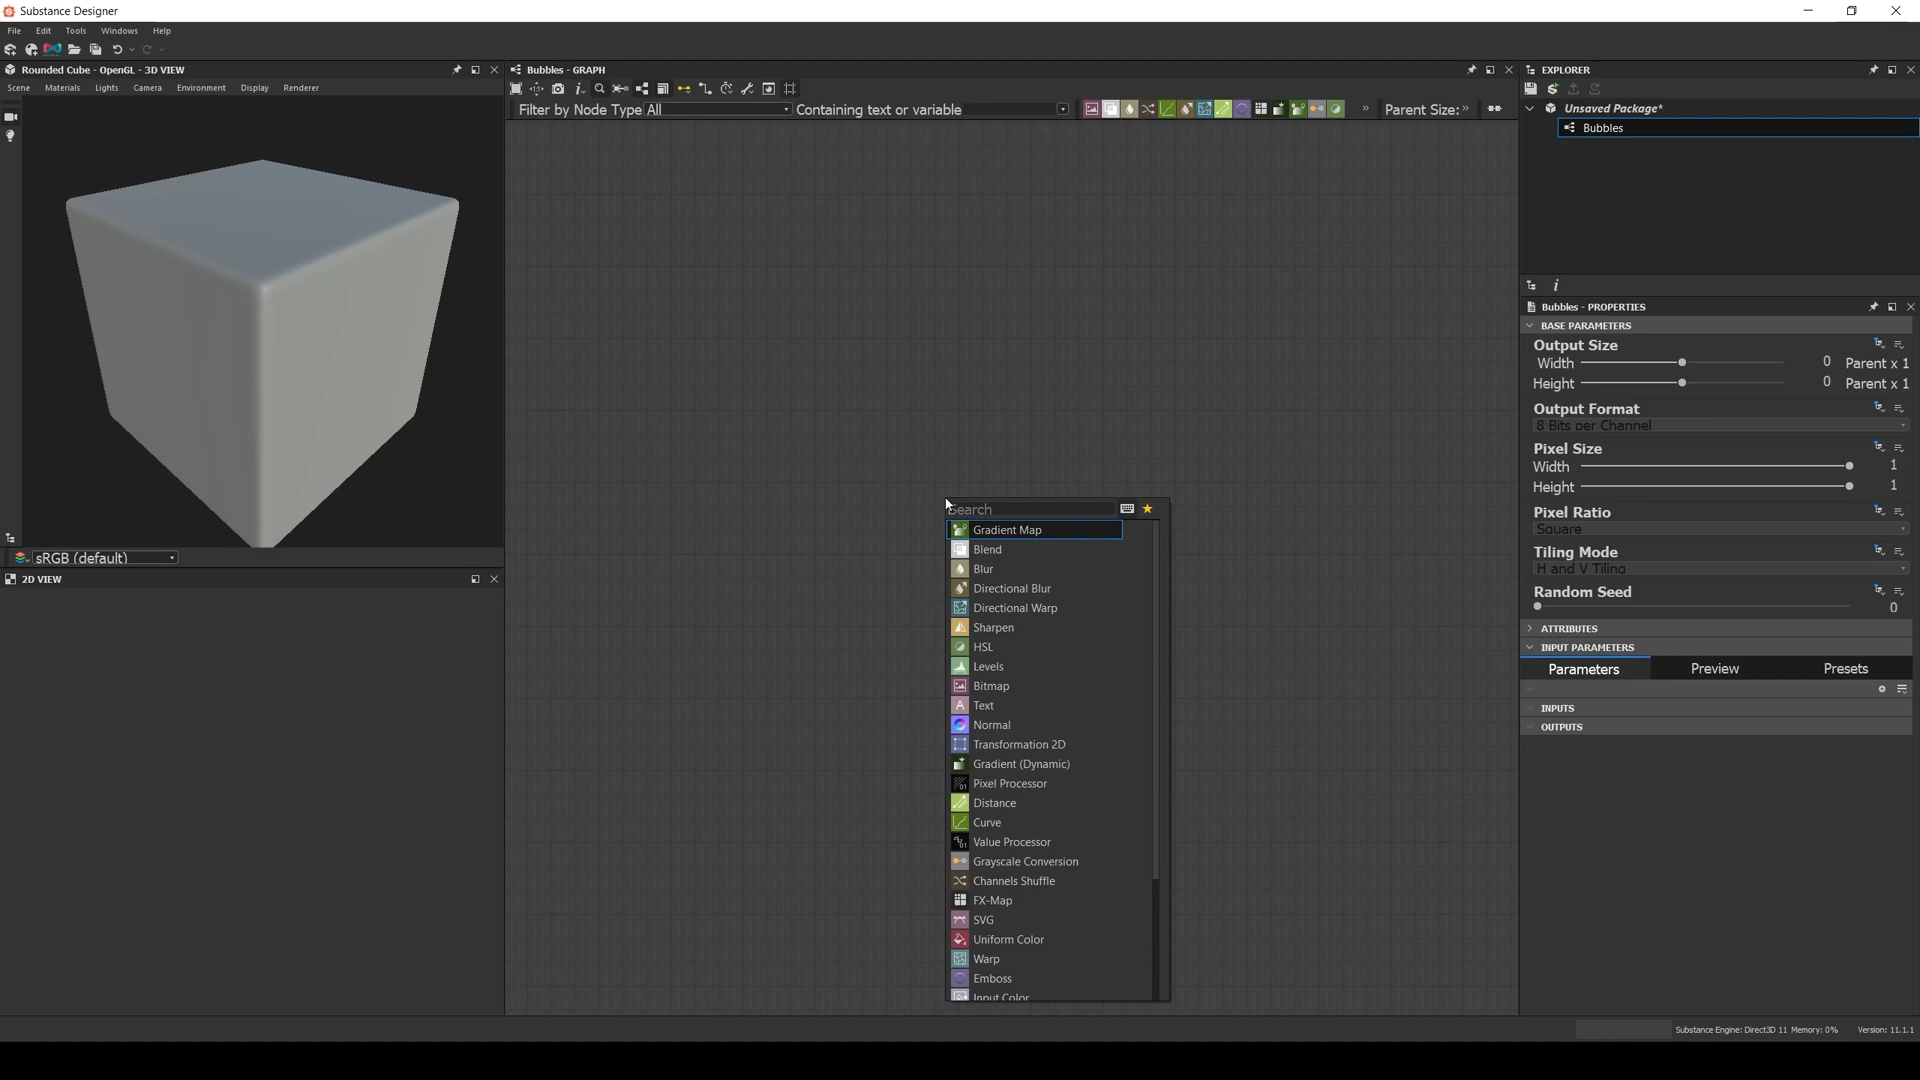 Substance Designer
File Edit Tools Windows Help
Rounded Cube - OpenGL - 3D VIEW
Scene Materials Lights Camera Environment Display Renderer
sRGB (default)
2D VIEW
Bubbles - GRAPH
Filter by Node Type All Containing text or variable Parent Size:
Search
Gradient Map
Blend
Blur
Directional Blur
Directional Warp
Sharpen
HSL
Levels
Bitmap
Text
Normal
Transformation 2D
Gradient (Dynamic)
Pixel Processor
Distance
Curve
Value Processor
Grayscale Conversion
Channels Shuffle
FX-Map
SVG
Uniform Color
Warp
Emboss
Input Color
EXPLORER
Unsaved Package*
Bubbles
Bubbles - PROPERTIES
BASE PARAMETERS
Output Size
Width 0 Parent x 1
Height 0 Parent x 1
Output Format
8 Bits per Channel
Pixel Size
Width 1
Height 1
Pixel Ratio
Square
Tiling Mode
H and V Tiling
Random Seed
0
ATTRIBUTES
INPUT PARAMETERS
Parameters Preview Presets
INPUTS
OUTPUTS
Substance Engine: Direct3D 11 Memory: 0% Version: 11.1.1